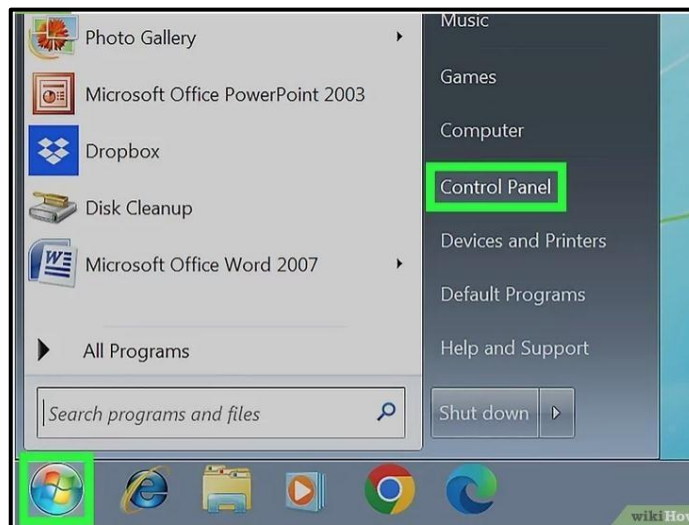 Photo Gallery
Microsoft Office PowerPoint 2003
Dropbox
Disk Cleanup
Microsoft Office Word 2007
All Programs
Search programs and files
Music
Games
Computer
Control Panel
Devices and Printers
Default Programs
Help and Support
Shut down